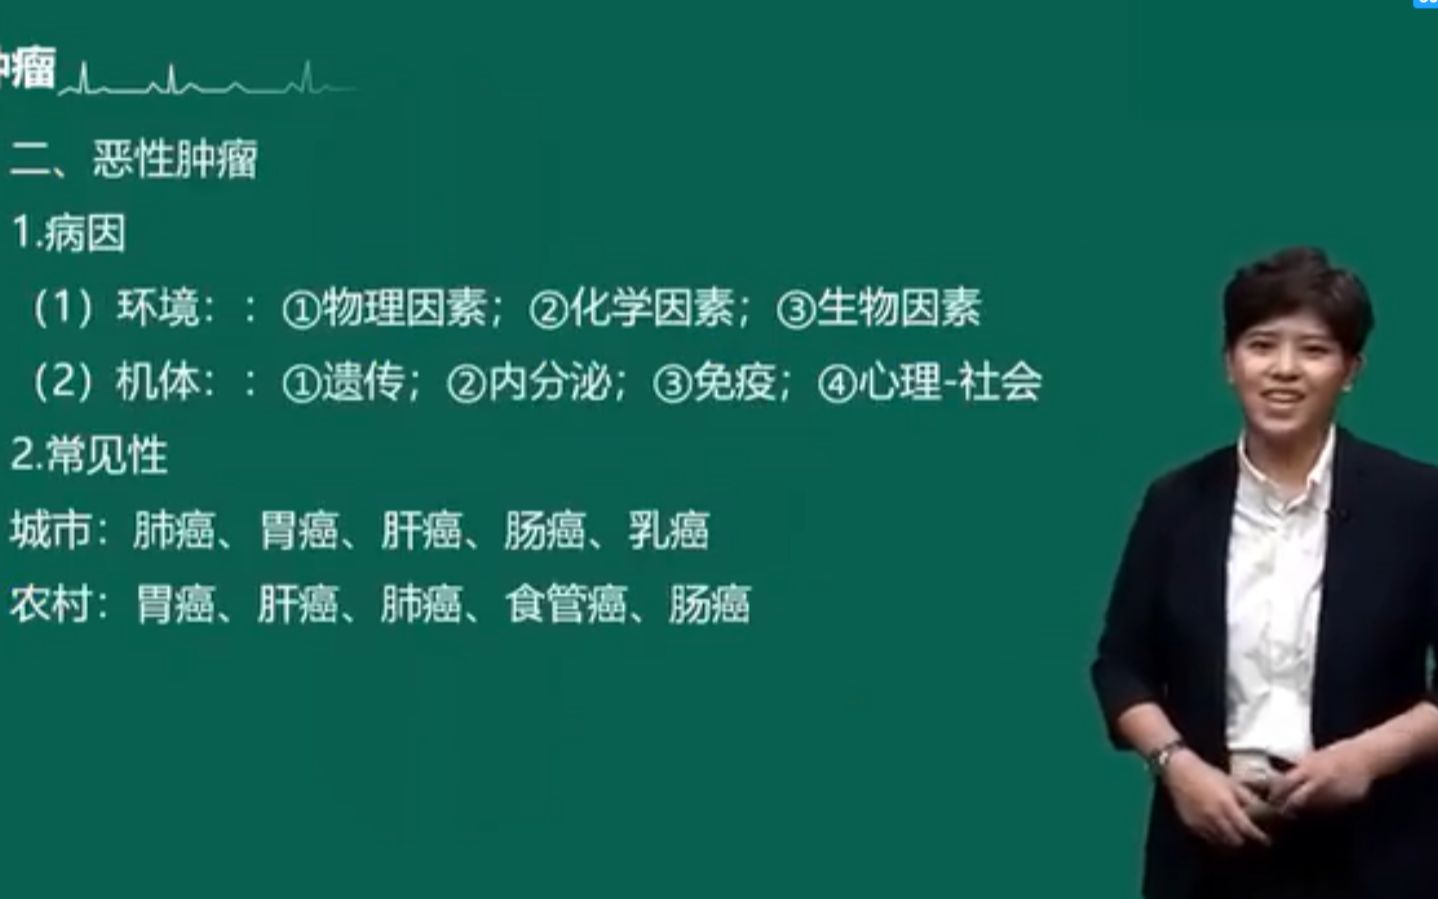 肿瘤
二、恶性肿瘤
1.病因
（1）环境：：①物理因素；②化学因素；③生物因素
（2）机体：：①遗传；②内分泌；③免疫；④心理-社会
2.常见性
城市：肺癌、胃癌、肝癌、肠癌、乳癌
农村：胃癌、肝癌、肺癌、食管癌、肠癌